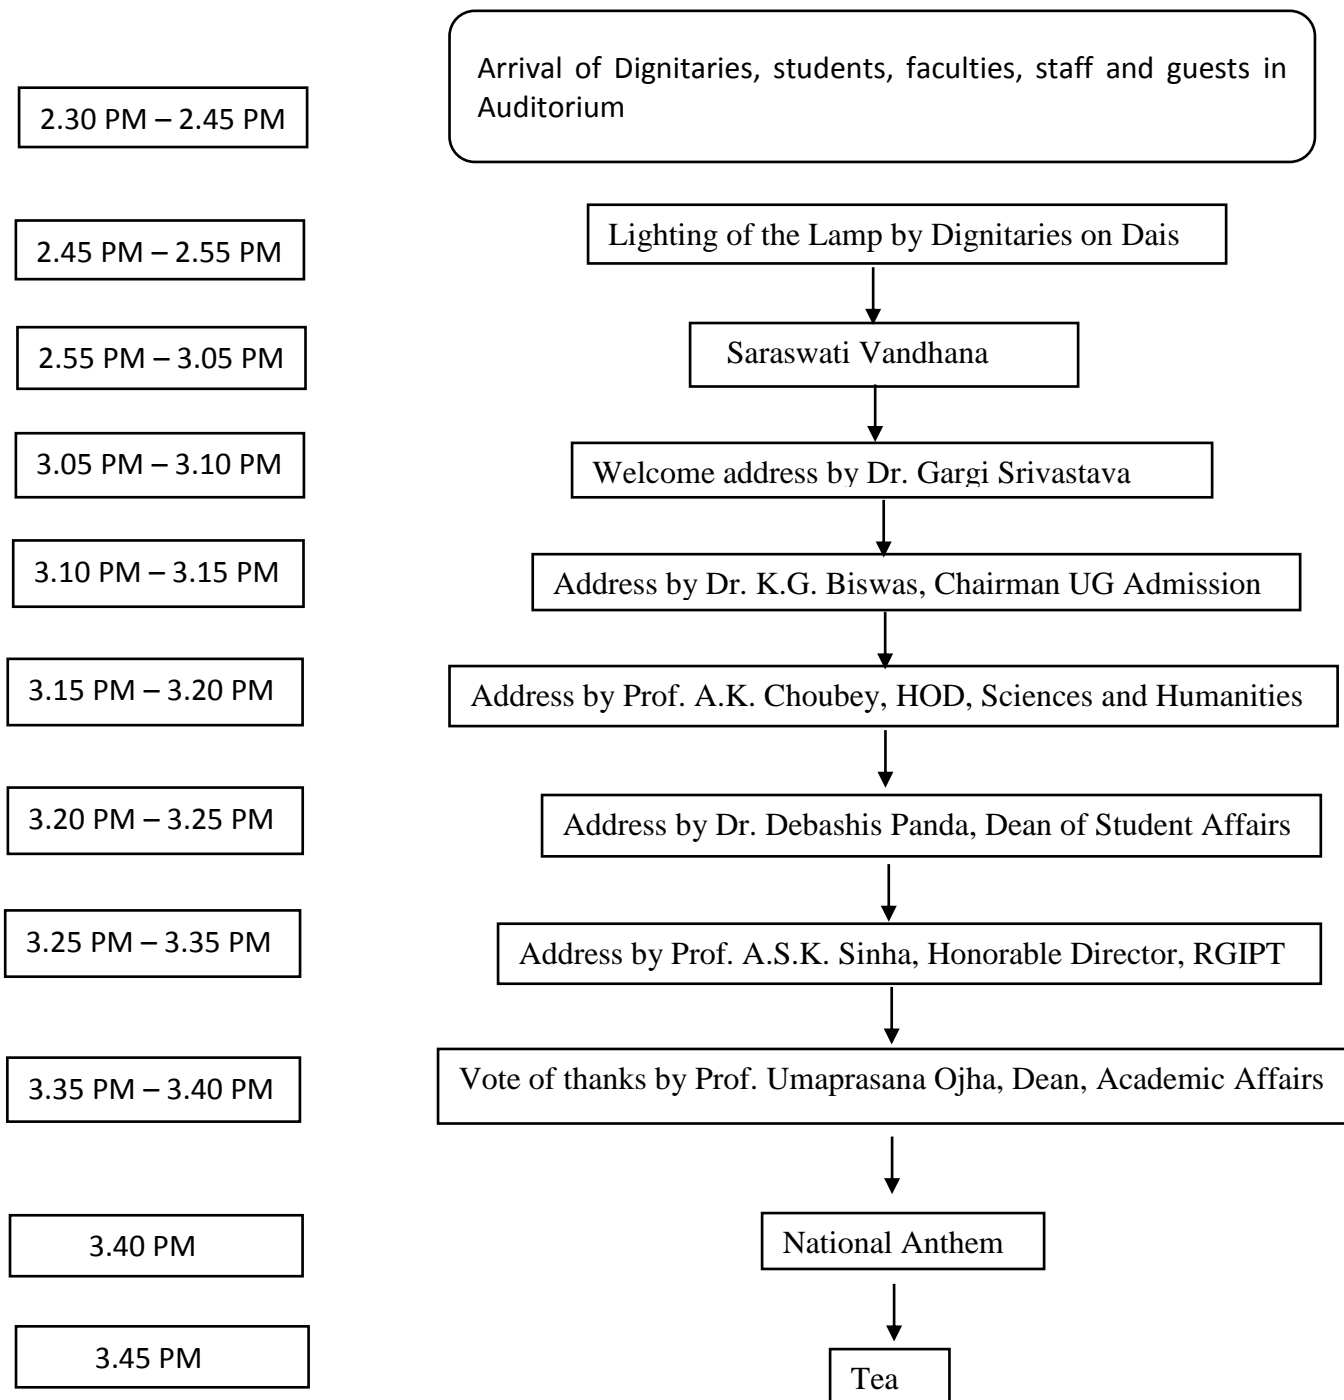 Arrival of Dignitaries, students, faculties, staff and guests in
Auditorium
2.30 PM – 2.45 PM
Lighting of the Lamp by Dignitaries on Dais
2.45 PM – 2.55 PM
Saraswati Vandhana
2.55 PM – 3.05 PM
Welcome address by Dr. Gargi Srivastava
3.05 PM – 3.10 PM
Address by Dr. K.G. Biswas, Chairman UG Admission
3.10 PM – 3.15 PM
Address by Prof. A.K. Choubey, HOD, Sciences and Humanities
3.15 PM – 3.20 PM
Address by Dr. Debashis Panda, Dean of Student Affairs
3.20 PM – 3.25 PM
Address by Prof. A.S.K. Sinha, Honorable Director, RGIPT
3.25 PM – 3.35 PM
Vote of thanks by Prof. Umaprasana Ojha, Dean, Academic Affairs
3.35 PM – 3.40 PM
National Anthem
3.40 PM
Tea
3.45 PM